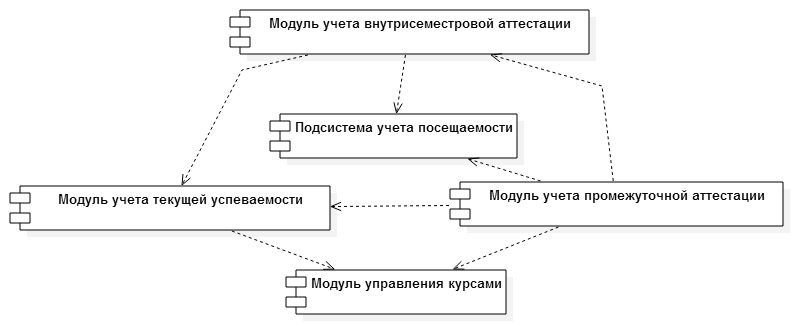 Модуль учета внутрисеместровой аттестации
Подсистема учета посещаемости
Модуль учета текущей успеваемости
Модуль учета промежуточной аттестации
Модуль управления курсами